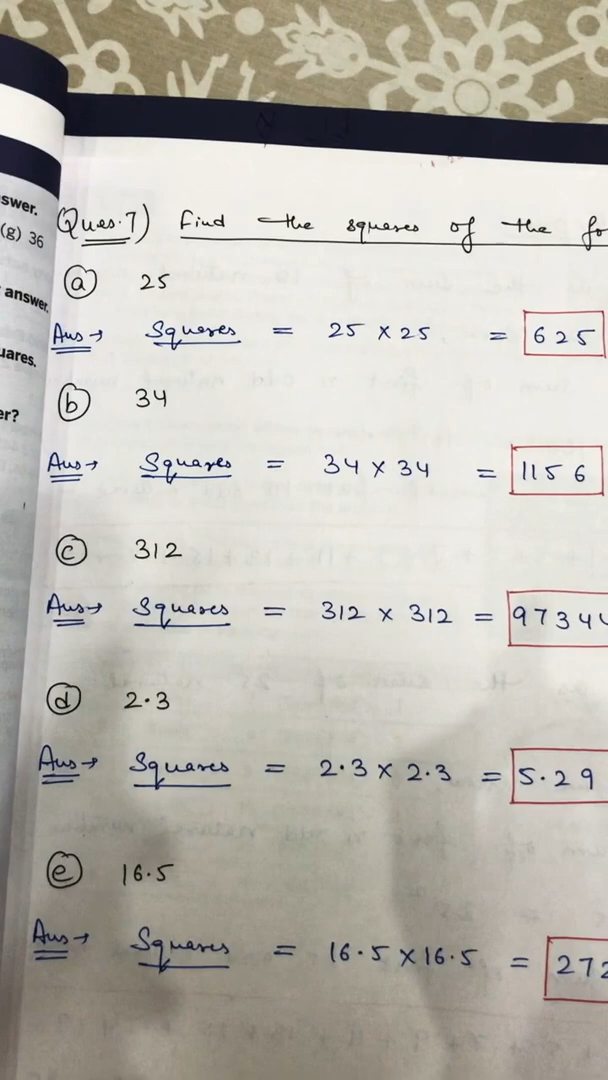 swer.
(g) 36
answer.
uares.
er?
Ques.7) Find the squares of the fo
(a) 25
Ans→ Squares = 25 × 25 = 625
(b) 34
Ans→ Squares = 34 × 34 = 1156
(c) 312
Ans→ Squares = 312 × 312 = 97344
(d) 2.3
Ans→ Squares = 2.3 × 2.3 = 5.29
(e) 16.5
Ans→ Squares = 16.5 × 16.5 = 272